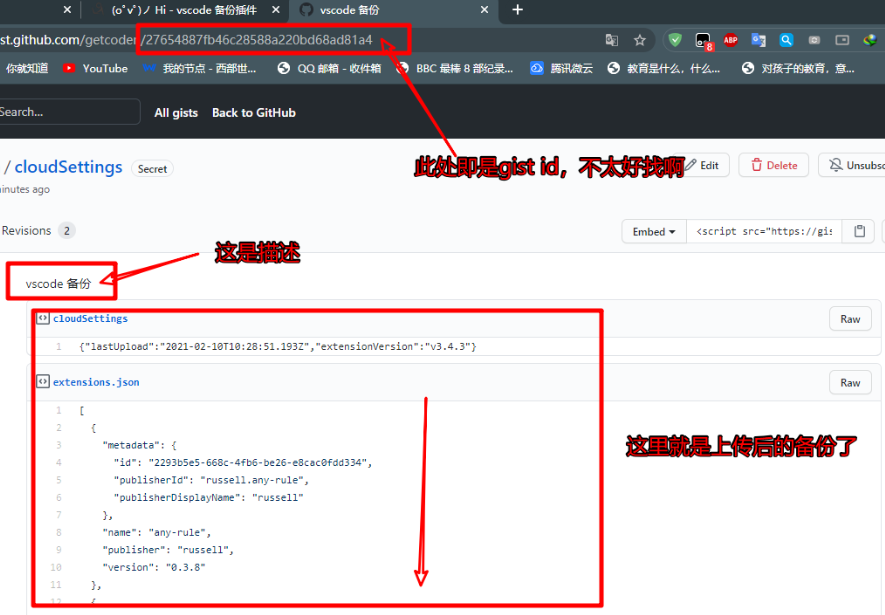 (oﾟvﾟ)ノ Hi - vscode 备份插件
vscode 备份
st.github.com/getcoder/27654887fb46c28588a220bd68ad81a4
8
ABP
你就知道
YouTube
我的节点 - 西部世...
QQ 邮箱 - 收件箱
BBC 最棒 8 部纪录...
腾讯微云
教育是什么，什么...
对孩子的教育，意...
Search...
All gists
Back to GitHub
此处即是gist id，不太好找啊
/ cloudSettings
Secret
Edit
Delete
Unsubsc
inutes ago
Revisions 2
Embed
<script src="https://gis
这是描述
vscode 备份
cloudSettings
Raw
1 {"lastUpload":"2021-02-10T10:28:51.193Z","extensionVersion":"v3.4.3"}
extensions.json
Raw
1 [
2 {
3 "metadata": {
4 "id": "2293b5e5-668c-4fb6-be26-e8cac0fdd334",
5 "publisherId": "russell.any-rule",
6 "publisherDisplayName": "russell"
7 },
8 "name": "any-rule",
9 "publisher": "russell",
10 "version": "0.3.8"
11 },
12 {
这里就是上传后的备份了